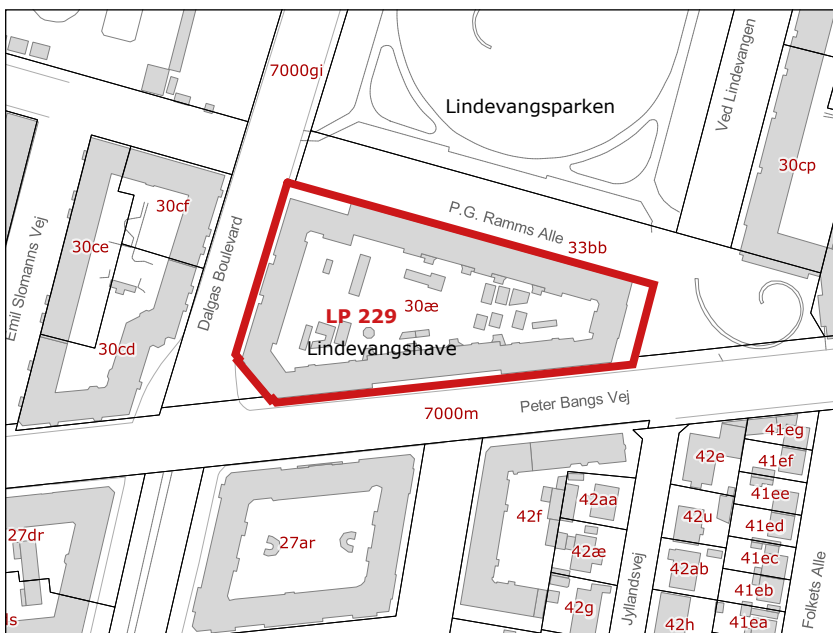 7000gi
Lindevangsparken
Ved Lindevangen
30cp
30cf
P.G. Ramms Alle
33bb
30ce
Emil Slomanns Vej
Dalgas Boulevard
30æ
LP 229
Lindevangshave
30cd
Peter Bangs Vej
7000m
41eg
42e
41ef
42aa
41ee
42f
42u
41ed
27dr
27ar
42æ
41ec
42ab
41eb
Jyllandsvej
Folkets Alle
42g
ls
42h
41ea